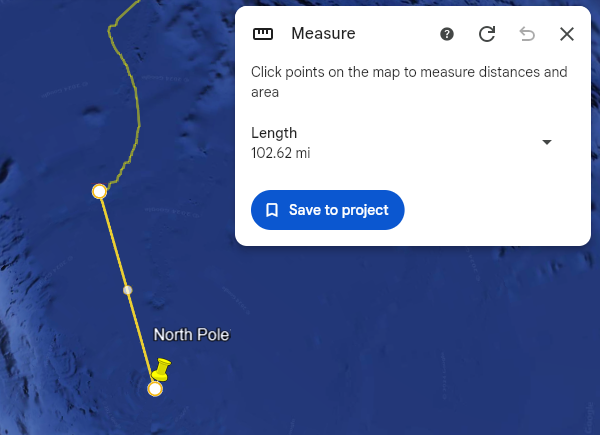 Measure
Click points on the map to measure distances and
area
Length
102.62 mi
Save to project
North Pole